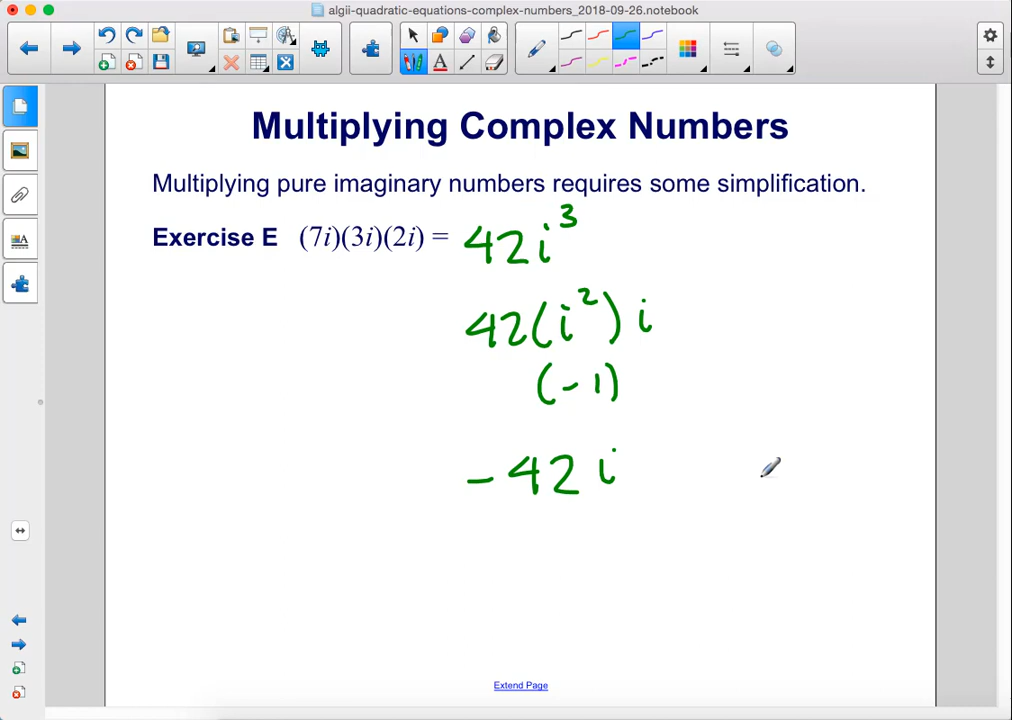 algii-quadratic-equations-complex-numbers_2018-09-26.notebook
Multiplying Complex Numbers
Multiplying pure imaginary numbers requires some simplification.
Exercise E (7i)(3i)(2i) = 42i³
42(i²)i
(-1)
-42i
Extend Page